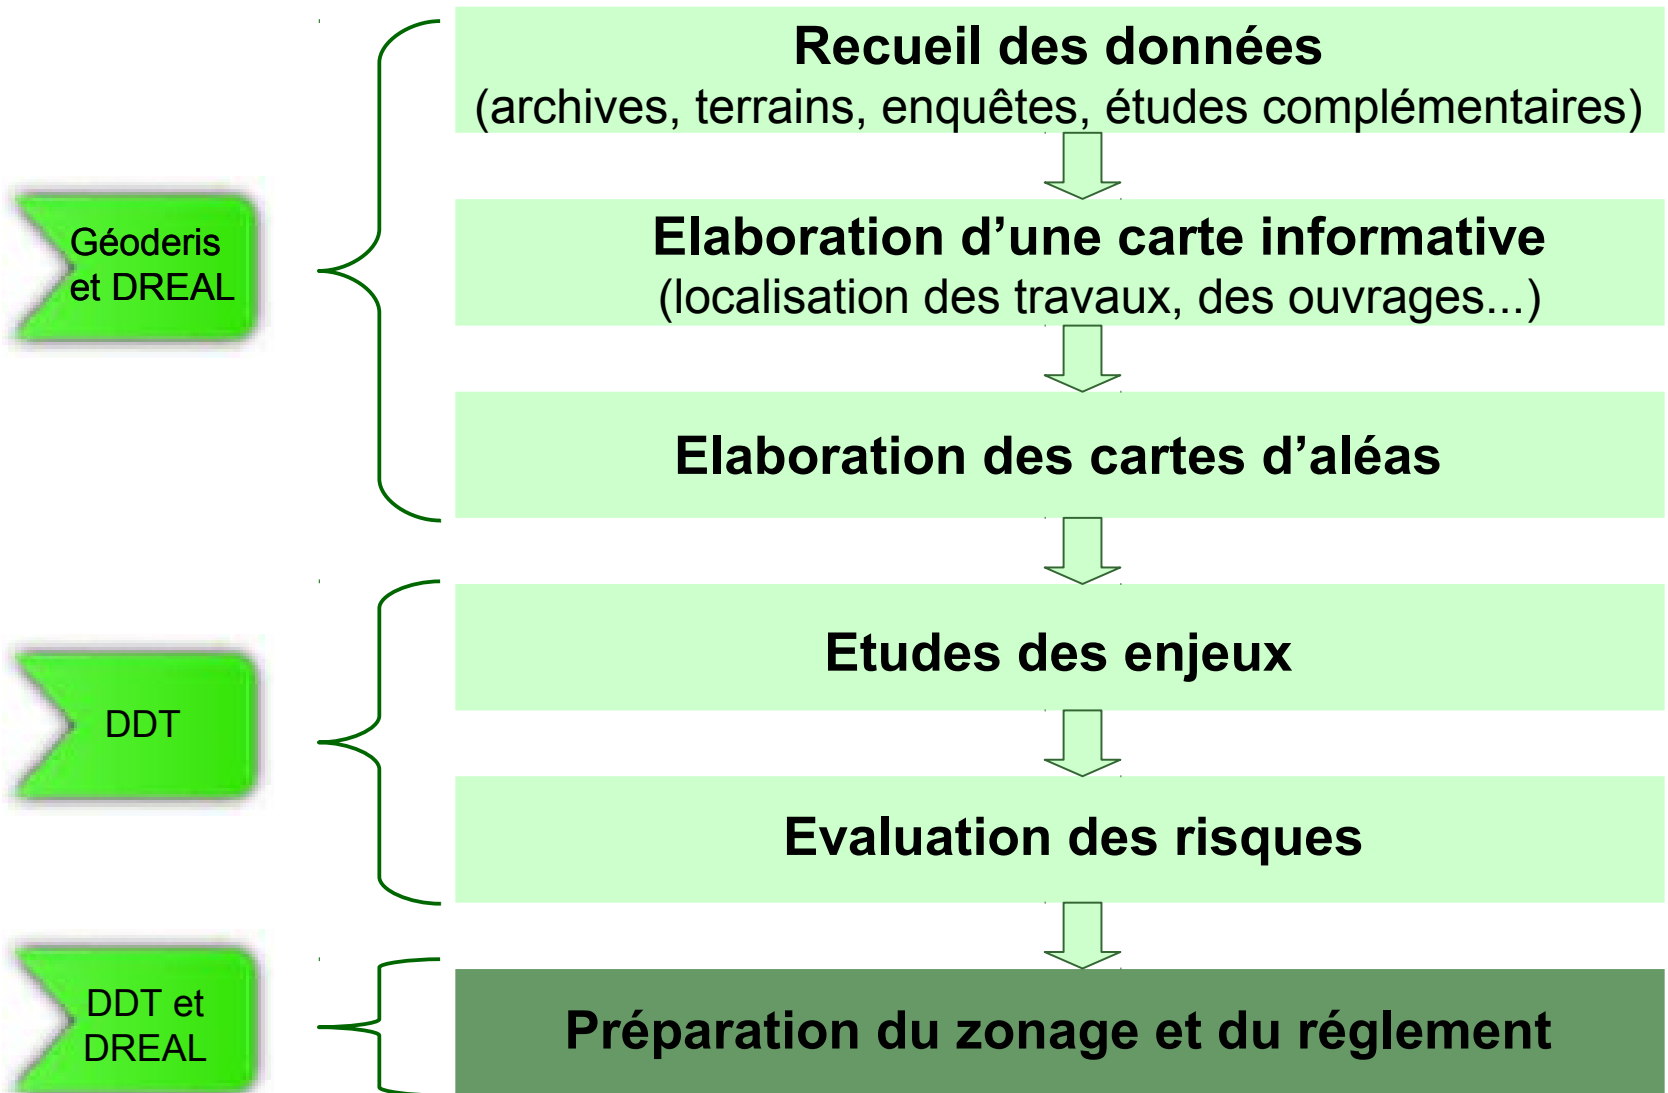 Recueil des données
(archives, terrains, enquêtes, études complémentaires)
Géoderis
et DREAL
Elaboration d’une carte informative
(localisation des travaux, des ouvrages...)
Elaboration des cartes d’aléas
DDT
Etudes des enjeux
Evaluation des risques
DDT et
DREAL
Préparation du zonage et du réglement